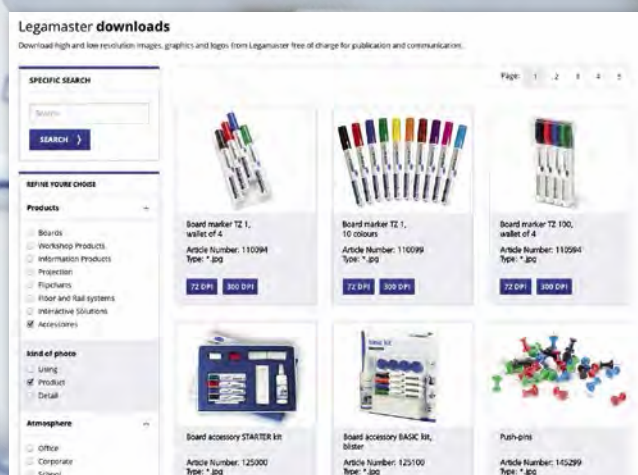 Legamaster downloads
Download high and low resolution images, graphics and logos from Legamaster free of charge for publication and communication.
SPECIFIC SEARCH
Search
SEARCH
REFINE YOURE CHOISE
Products
Boards
Workshop Products
Information Products
Projection
Flipcharts
Floor and Rail systems
Interactive Solutions
Accessoires
kind of photo
Using
Product
Detail
Atmosphere
Office
Corporate
School
Page: 1 2 3 4 5
Board marker TZ 1,
wallet of 4
Article Number: 110094
Type: *.jpg
72 DPI 300 DPI
Board marker TZ 1,
10 colours
Article Number: 110099
Type: *.jpg
72 DPI 300 DPI
Board marker TZ 100,
wallet of 4
Article Number: 110594
Type: *.jpg
72 DPI 300 DPI
Board accessory STARTER kit
Article Number: 125000
Type: *.jpg
Board accessory BASIC kit,
blister
Article Number: 125100
Type: *.jpg
Push-pins
Article Number: 145299
Type: *.jpg